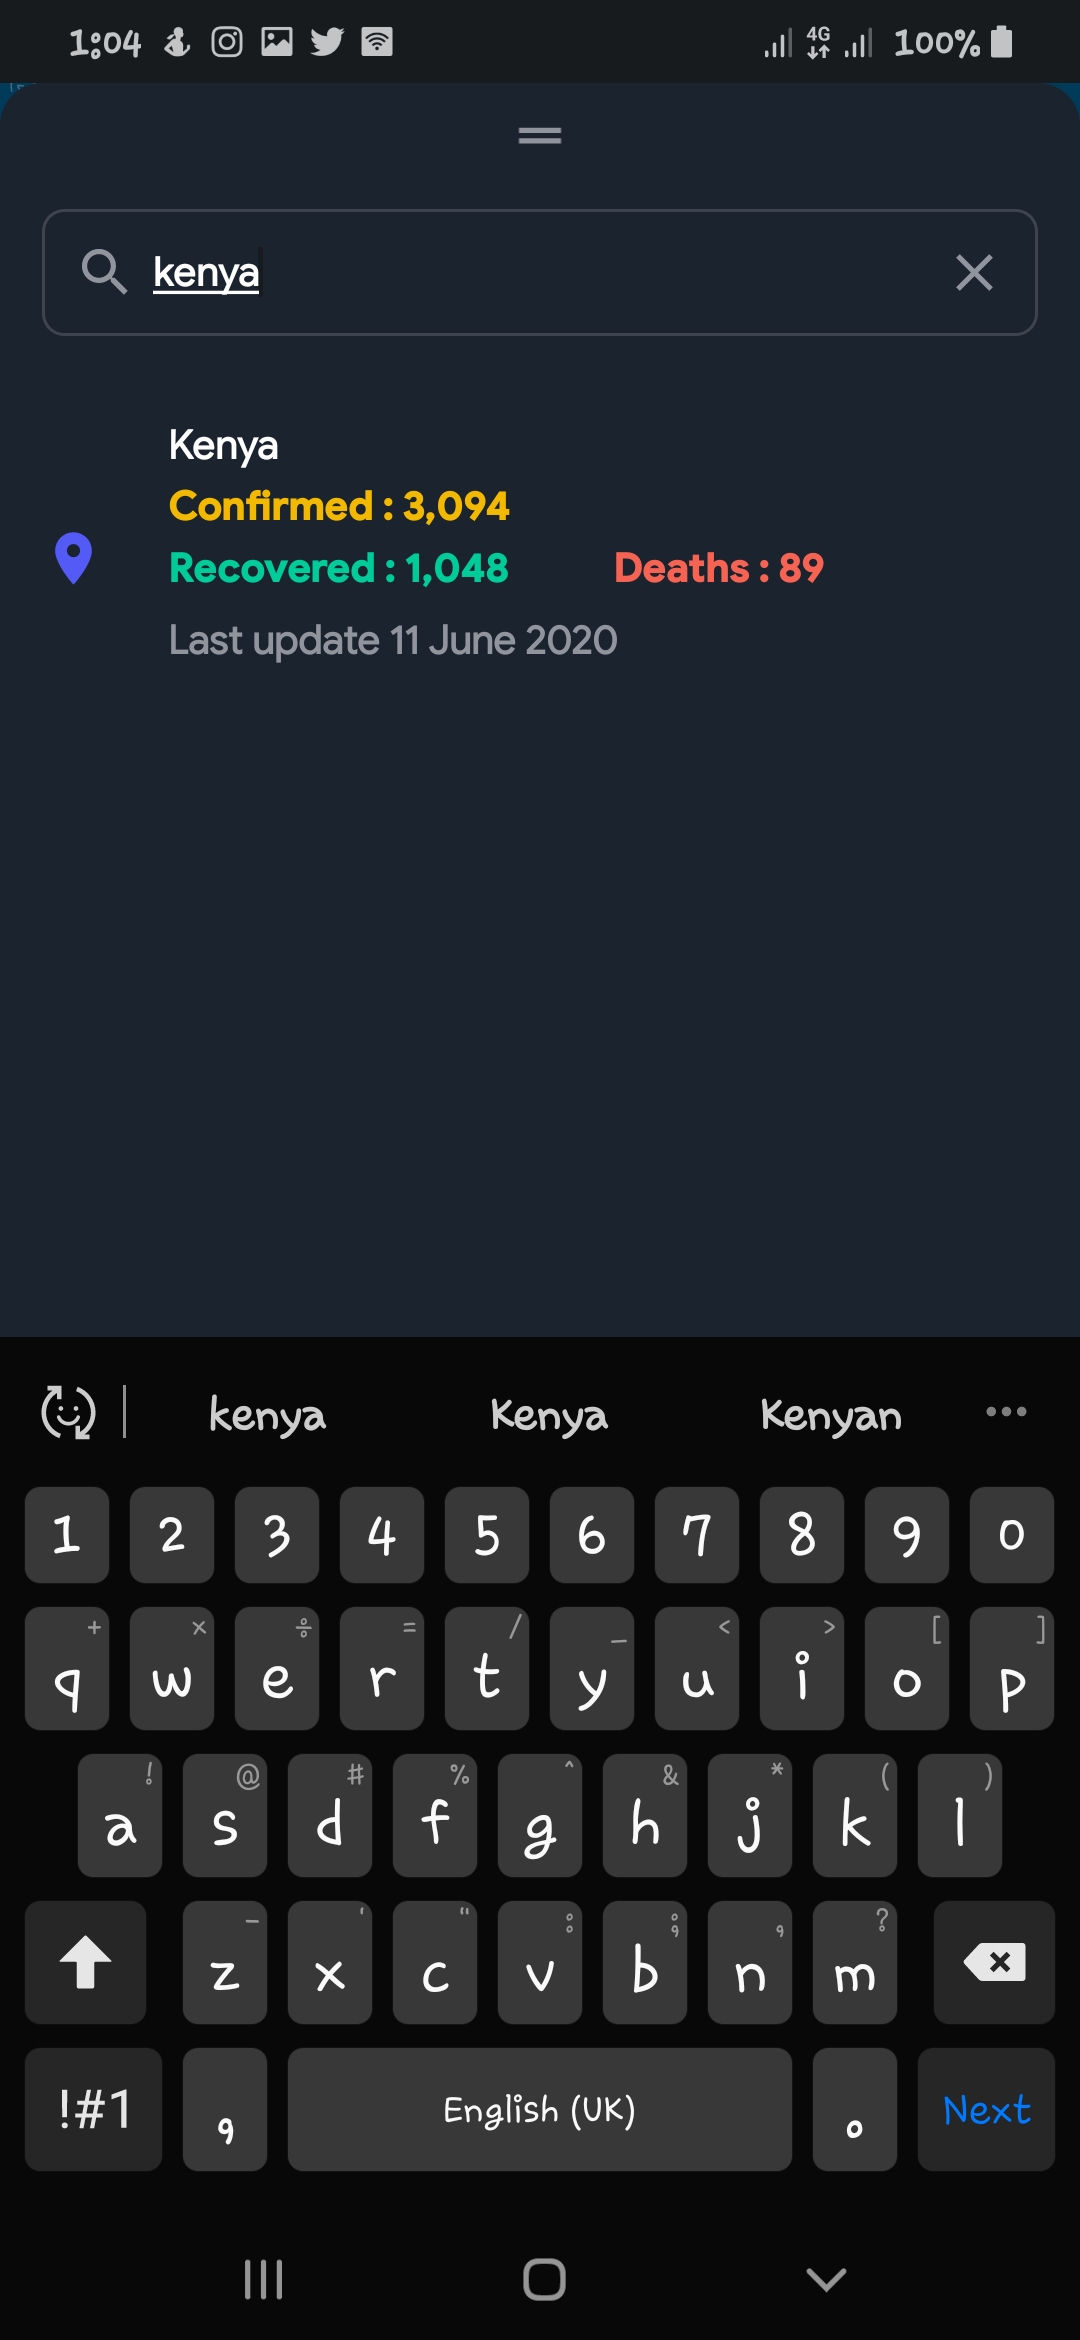 1:04 4G 100%
kenya
Kenya
Confirmed : 3,094
Recovered : 1,048 Deaths : 89
Last update 11 June 2020
kenya Kenya Kenyan
1 2 3 4 5 6 7 8 9 0
+ × ÷ = / _ < > [ ]
q w e r t y u i o p
! @ # % ^ & * ( )
a s d f g h j k l
- ' " : ; , ?
z x c v b n m
!#1 , English (UK) . Next